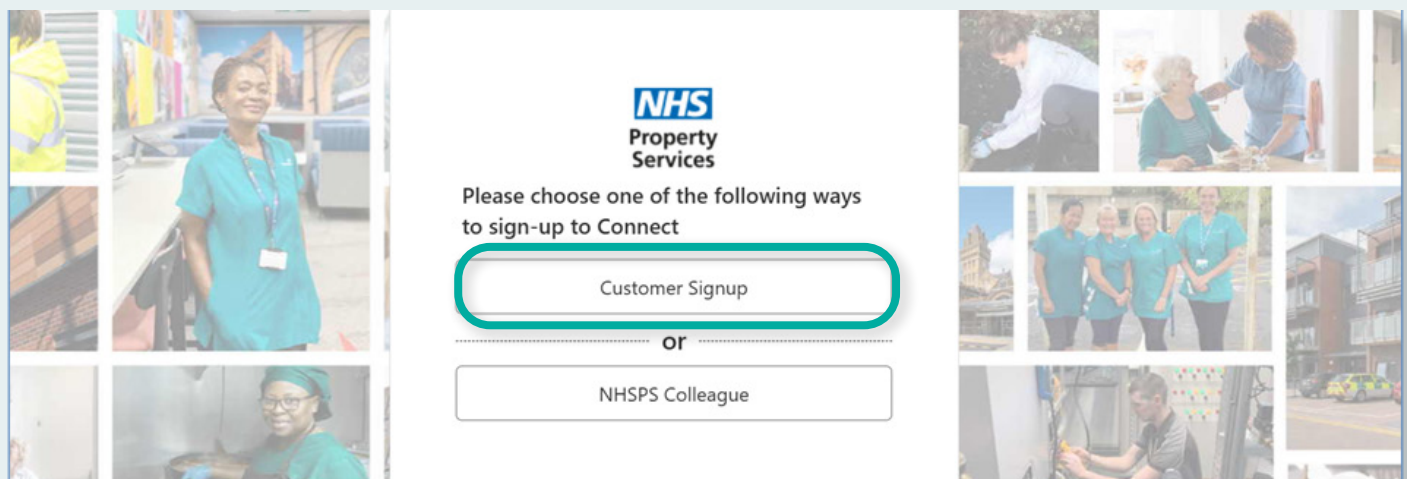 NHS
Property
Services
Please choose one of the following ways
to sign-up to Connect
Customer Signup
or
NHSPS Colleague